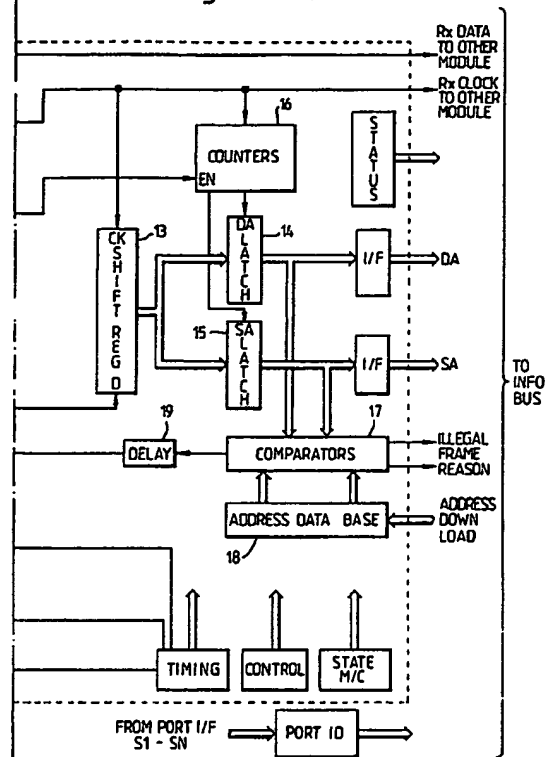 Rx DATA
TO OTHER
MODULE
Rx CLOCK
TO OTHER
MODULE
16
COUNTERS
EN
STATUS
13
CK
SHIFT REG
D
DA
LATCH
14
I/F
DA
15
SA
LATCH
I/F
SA
TO
INFO
BUS
19
DELAY
17
COMPARATORS
ILLEGAL
FRAME
REASON
ADDRESS DATA BASE
18
ADDRESS
DOWN
LOAD
TIMING
CONTROL
STATE
M/C
FROM PORT I/F
S1 - SN
PORT ID